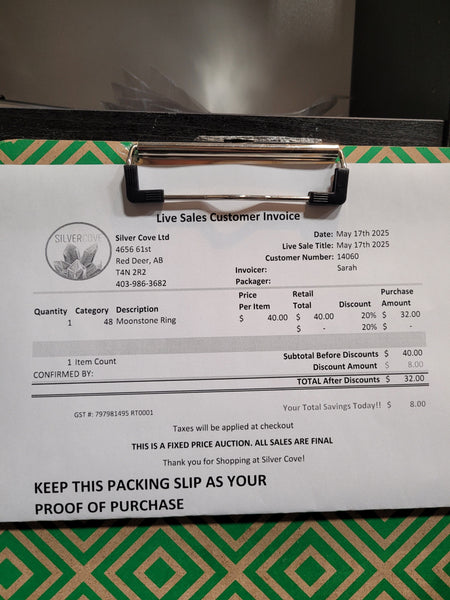 Live Sales Customer Invoice
SILVERCOVE
Silver Cove Ltd
4656 61st
Red Deer, AB
T4N 2R2
403-986-3682
Date: May 17th 2025
Live Sale Title: May 17th 2025
Customer Number: 14060
Invoicer: Sarah
Packager:
Quantity Category Description Price Per Item Retail Total Discount Purchase Amount
1 48 Moonstone Ring $ 40.00 $ 40.00 20% $ 32.00
$ - 20% $ -
1 Item Count
CONFIRMED BY:
Subtotal Before Discounts $ 40.00
Discount Amount $ 8.00
TOTAL After Discounts $ 32.00
GST #: 797981495 RT0001
Your Total Savings Today!! $ 8.00
Taxes will be applied at checkout
THIS IS A FIXED PRICE AUCTION. ALL SALES ARE FINAL
Thank you for Shopping at Silver Cove!
KEEP THIS PACKING SLIP AS YOUR
PROOF OF PURCHASE